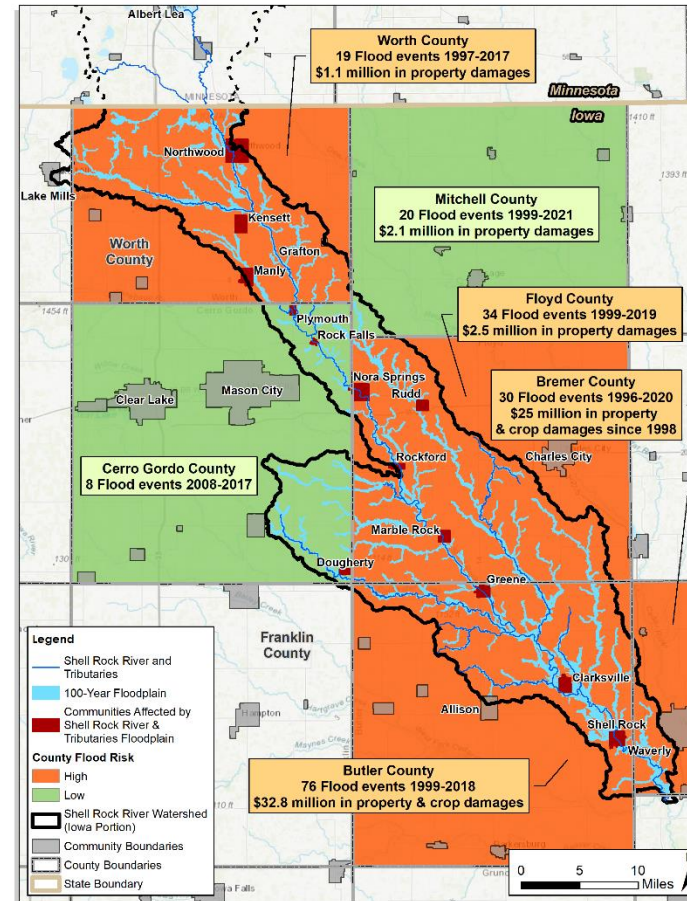 Albert Lea
Worth County
19 Flood events 1997-2017
$1.1 million in property damages
MINNESOTA
Minnesota
Iowa
1410 ft
Northwood
1393 ft
Lake Mills
Mitchell County
20 Flood events 1999-2021
$2.1 million in property damages
Kensett
Worth
County
Grafton
Manly
Floyd County
34 Flood events 1999-2019
$2.5 million in property damages
1454 ft
Plymouth
Rock Falls
Nora Springs
Rudd
Bremer County
30 Flood events 1996-2020
$25 million in property
& crop damages since 1998
Clear Lake
Mason City
Charles City
Cerro Gordo County
8 Flood events 2008-2017
Rockford
Marble Rock
Dougherty
Greene
Franklin
County
Legend
Shell Rock River and
Tributaries
100-Year Floodplain
Communities Affected by
Shell Rock River &
Tributaries Floodplain
County Flood Risk
High
Low
Shell Rock River Watershed
(Iowa Portion)
Community Boundaries
County Boundaries
State Boundary
Clarksville
Allison
Hampton
Shell Rock
Waverly
Maynes Creek
Butler County
76 Flood events 1999-2018
$32.8 million in property & crop damages
0 5 10
Miles